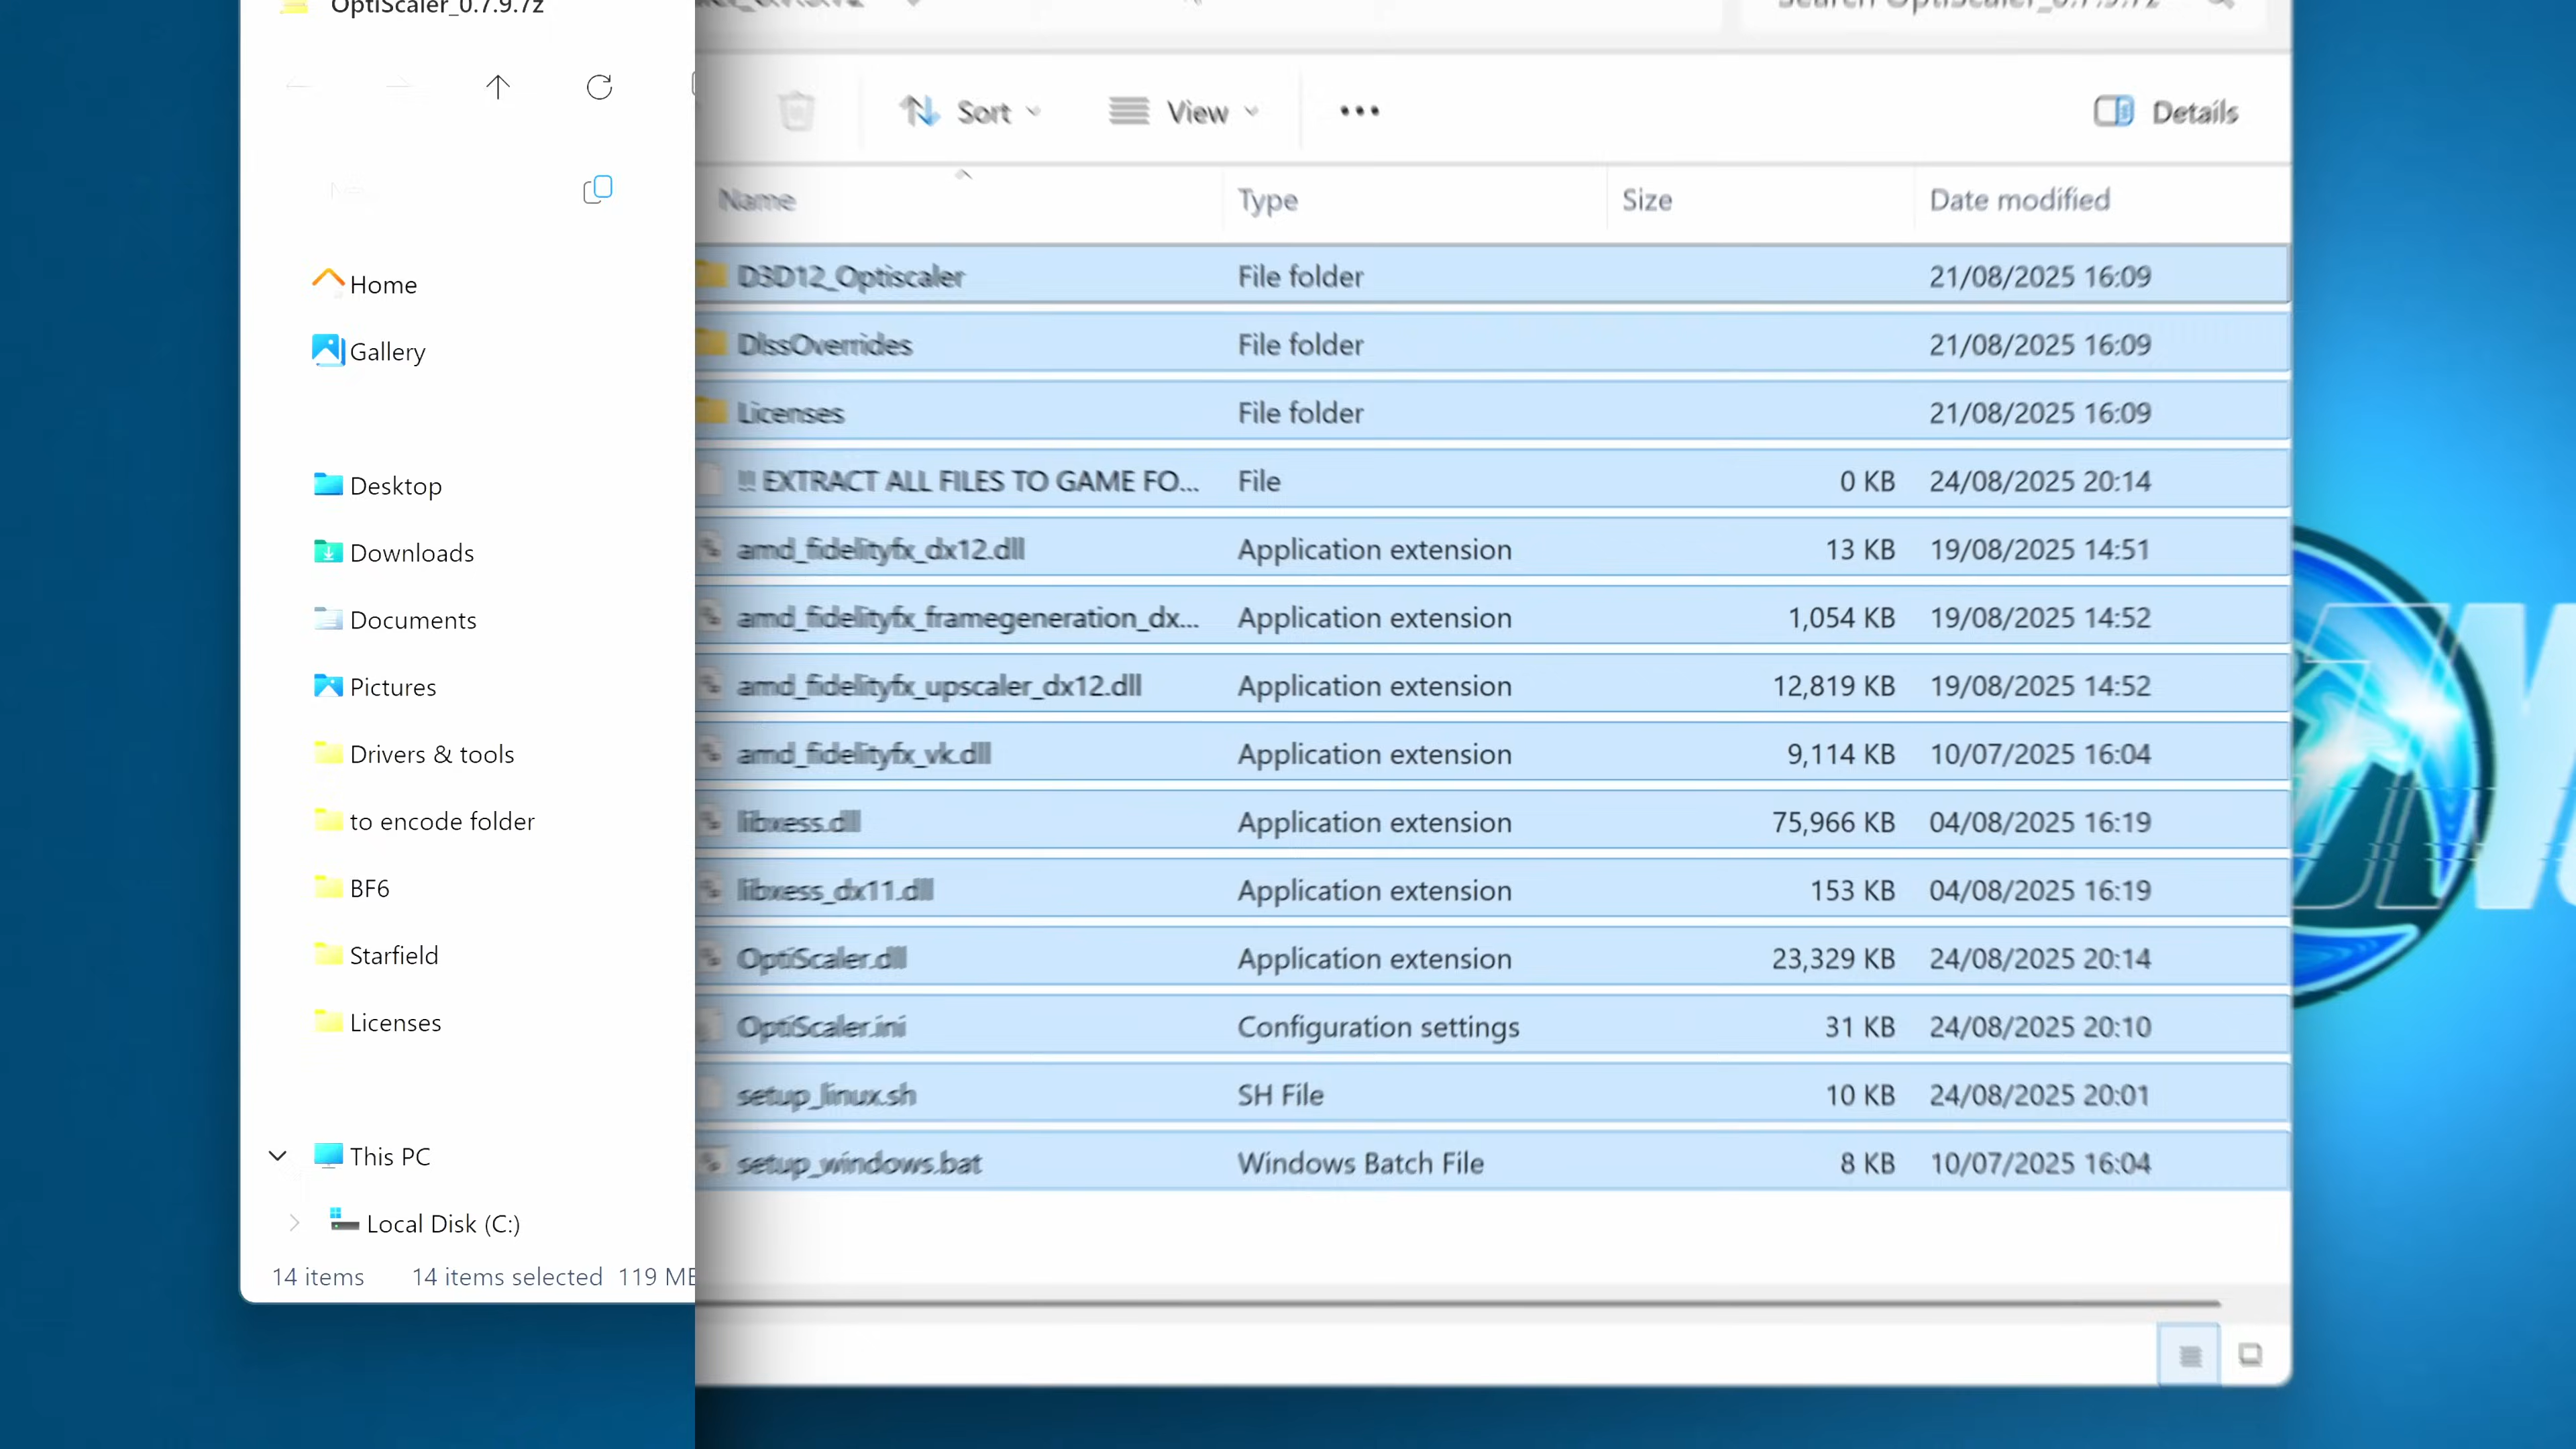 OptiScaler_0.7.9.7z
Search OptiScaler_0.7.9.7z
New
Sort
View
Details
Name Type Size Date modified
Home
Gallery
Desktop
Downloads
Documents
Pictures
Drivers & tools
to encode folder
BF6
Starfield
Licenses
This PC
Local Disk (C:)
14 items 14 items selected 119 MB
D3D12_Optiscaler File folder 21/08/2025 16:09
DlssOverrides File folder 21/08/2025 16:09
Licenses File folder 21/08/2025 16:09
!! EXTRACT ALL FILES TO GAME FO... File 0 KB 24/08/2025 20:14
amd_fidelityfx_dx12.dll Application extension 13 KB 19/08/2025 14:51
amd_fidelityfx_framegeneration_dx... Application extension 1,054 KB 19/08/2025 14:52
amd_fidelityfx_upscaler_dx12.dll Application extension 12,819 KB 19/08/2025 14:52
amd_fidelityfx_vk.dll Application extension 9,114 KB 10/07/2025 16:04
libxess.dll Application extension 75,966 KB 04/08/2025 16:19
libxess_dx11.dll Application extension 153 KB 04/08/2025 16:19
OptiScaler.dll Application extension 23,329 KB 24/08/2025 20:14
OptiScaler.ini Configuration settings 31 KB 24/08/2025 20:10
setup_linux.sh SH File 10 KB 24/08/2025 20:01
setup_windows.bat Windows Batch File 8 KB 10/07/2025 16:04